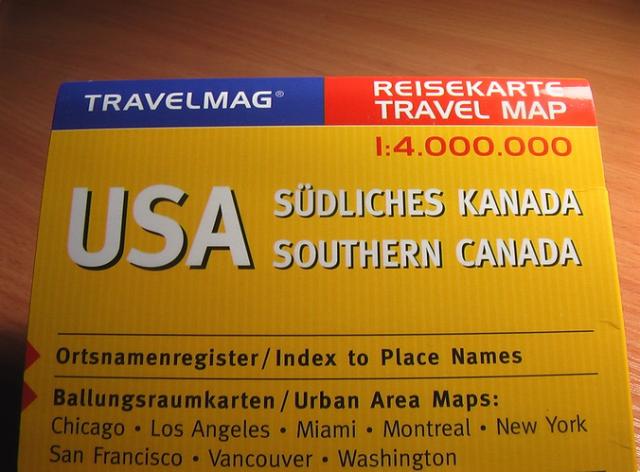 TRAVELMAG®
REISEKARTE
TRAVEL MAP
1:4.000.000
USA
SÜDLICHES KANADA
SOUTHERN CANADA
Ortsnamenregister/Index to Place Names
Ballungsraumkarten/Urban Area Maps:
Chicago • Los Angeles • Miami • Montreal • New York
San Francisco • Vancouver • Washington